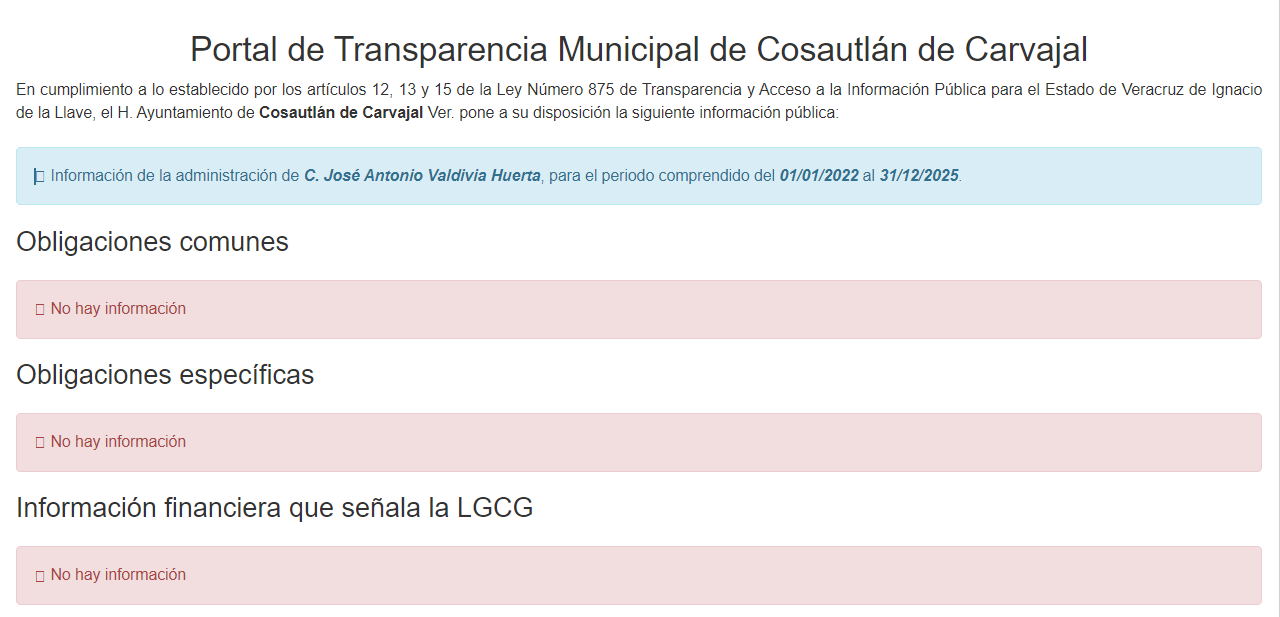 Portal de Transparencia Municipal de Cosautlán de Carvajal
En cumplimiento a lo establecido por los artículos 12, 13 y 15 de la Ley Número 875 de Transparencia y Acceso a la Información Pública para el Estado de Veracruz de Ignacio
de la Llave, el H. Ayuntamiento de Cosautlán de Carvajal Ver. pone a su disposición la siguiente información pública:
Información de la administración de C. José Antonio Valdivia Huerta, para el periodo comprendido del 01/01/2022 al 31/12/2025.
Obligaciones comunes
No hay información
Obligaciones específicas
No hay información
Información financiera que señala la LGCG
No hay información